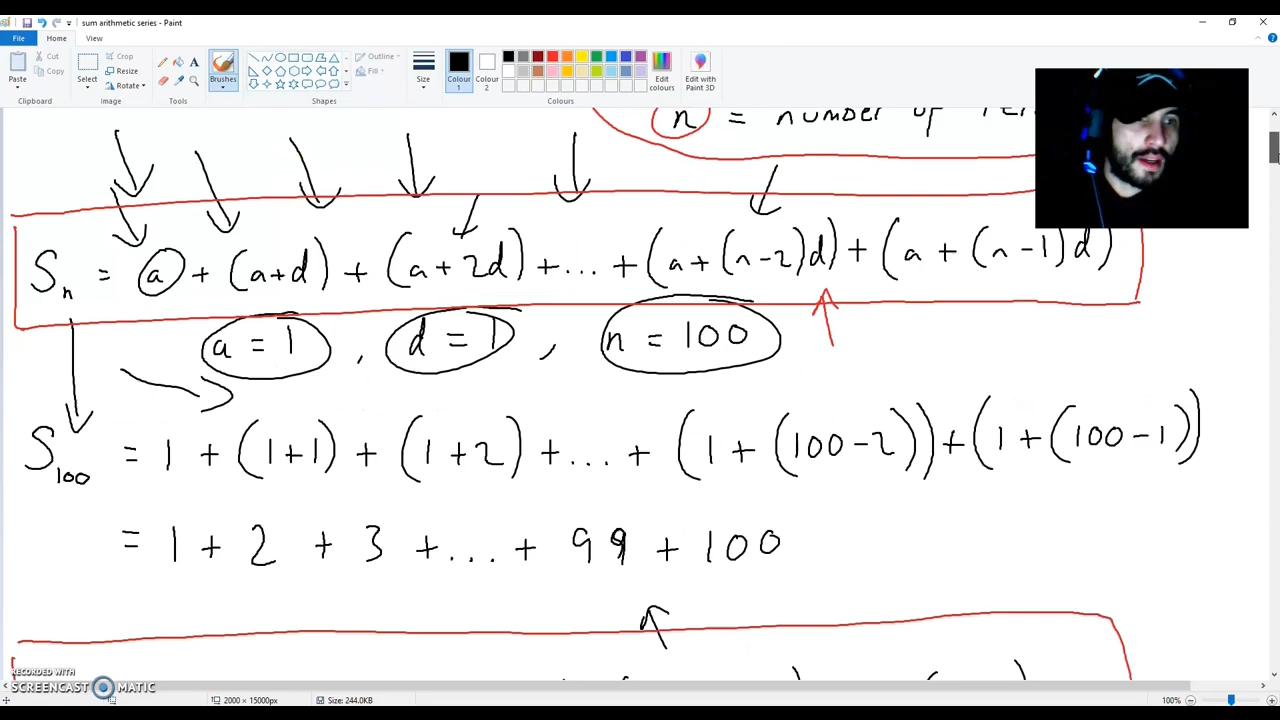 sum arithmetic series - Paint
File Home View
Paste
Cut
Copy
Clipboard
Select
Crop
Resize
Rotate
Image
Tools
Brushes
Shapes
Outline
Fill
Size
Colour 1
Colour 2
Edit colours
Colours
Edit with Paint 3D
n = number of
Sₙ = a + (a+d) + (a+2d) +...+ (a+(n-2)d) + (a+(n-1)d)
a = 1 , d = 1 , n = 100
S₁₀₀ = 1 + (1+1) + (1+2) +...+ (1+(100-2)) + (1+(100-1))
= 1 + 2 + 3 +...+ 99 + 100
RECORDED WITH
SCREENCAST MATIC
2000 × 15000px
Size: 244.0KB
100%